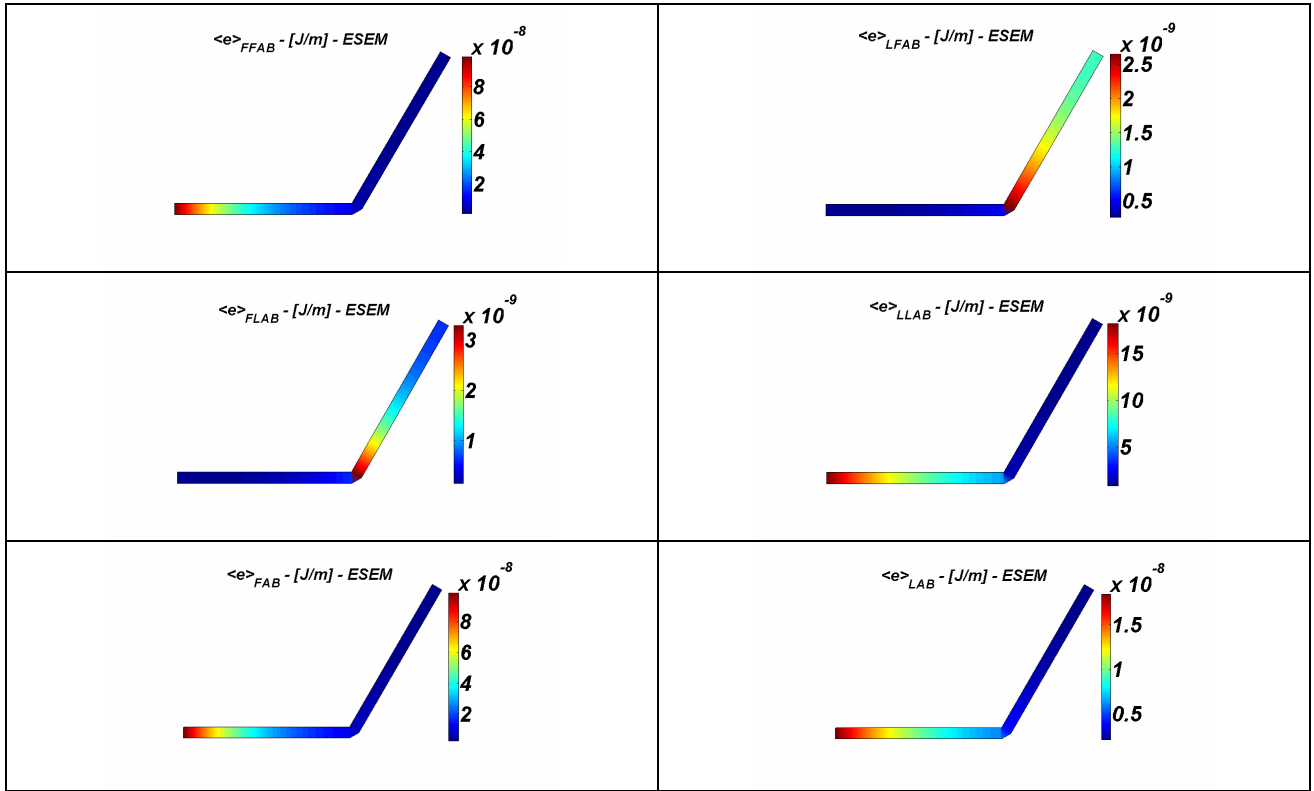 <e>FFAB - [J/m] - ESEM
x 10-8
8
6
4
2
<e>LFAB - [J/m] - ESEM
x 10-9
2.5
2
1.5
1
0.5
<e>FLAB - [J/m] - ESEM
x 10-9
3
2
1
<e>LLAB - [J/m] - ESEM
x 10-9
15
10
5
<e>FAB - [J/m] - ESEM
x 10-8
8
6
4
2
<e>LAB - [J/m] - ESEM
x 10-8
1.5
1
0.5